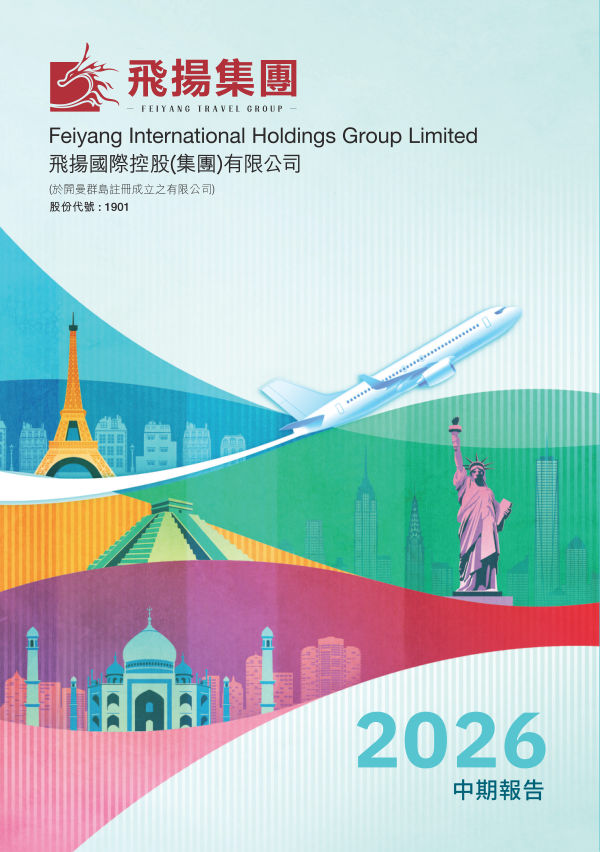 飛揚集團
FEIYANG TRAVEL GROUP
Feiyang International Holdings Group Limited
飛揚國際控股(集團)有限公司
(於開曼群島註冊成立之有限公司)
股份代號 : 1901
2026
中期報告